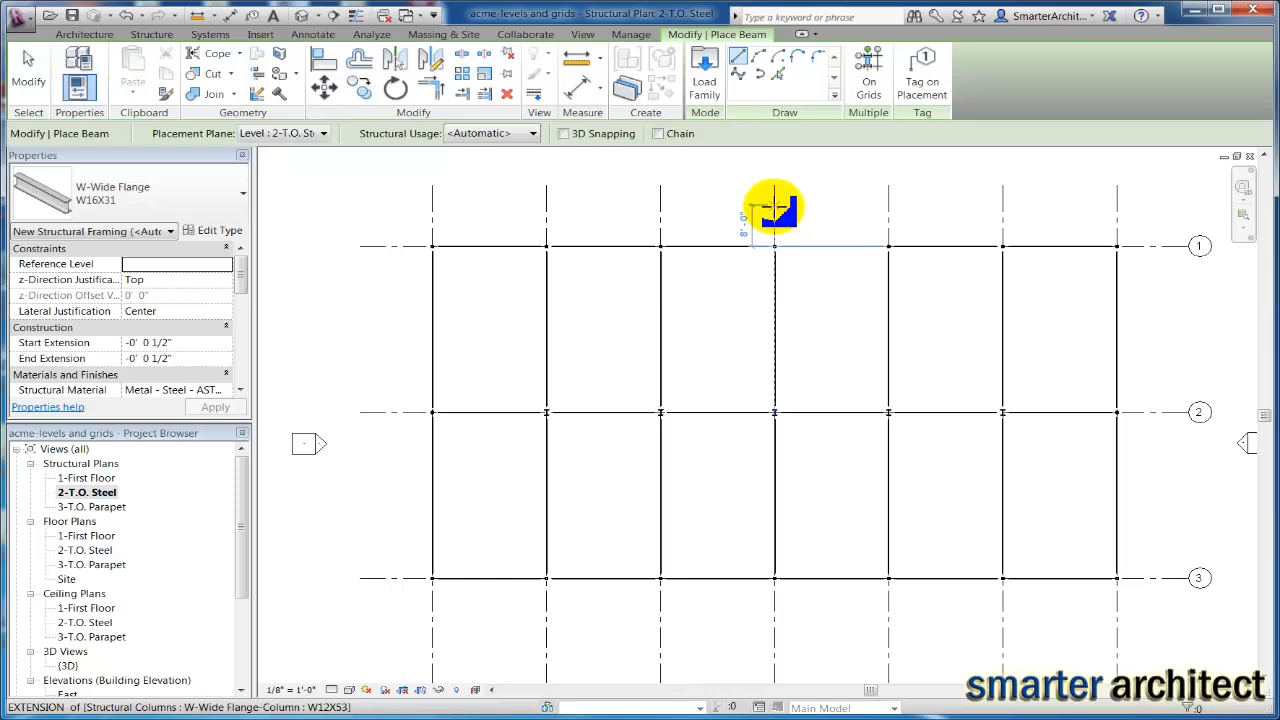 acme-levels and grids - Structural Plan: 2-T.O. Steel
Type a keyword or phrase
SmarterArchit...
Architecture
Structure
Systems
Insert
Annotate
Analyze
Massing & Site
Collaborate
View
Manage
Modify | Place Beam
Modify
Paste
Cope
Cut
Join
Load
Family
On
Grids
Tag on
Placement
Select
Properties
Clipboard
Geometry
Modify
View
Measure
Create
Mode
Draw
Multiple
Tag
Modify | Place Beam
Placement Plane:
Level : 2-T.O. St
Structural Usage:
<Automatic>
3D Snapping
Chain
Properties
W-Wide Flange
W16X31
New Structural Framing (<Aut
Edit Type
Constraints
Reference Level
z-Direction Justifica...
Top
z-Direction Offset V...
0' 0"
Lateral Justification
Center
Construction
Start Extension
-0' 0 1/2"
End Extension
-0' 0 1/2"
Materials and Finishes
Structural Material
Metal - Steel - AST...
Properties help
Apply
acme-levels and grids - Project Browser
Views (all)
Structural Plans
1-First Floor
2-T.O. Steel
3-T.O. Parapet
Floor Plans
1-First Floor
2-T.O. Steel
3-T.O. Parapet
Site
Ceiling Plans
1-First Floor
2-T.O. Steel
3-T.O. Parapet
3D Views
{3D}
Elevations (Building Elevation)
East
8' - 0"
1
2
3
1/8" = 1'-0"
EXTENSION of [Structural Columns : W-Wide Flange-Column : W12X53]
:0
Main Model
:0
smarter architect